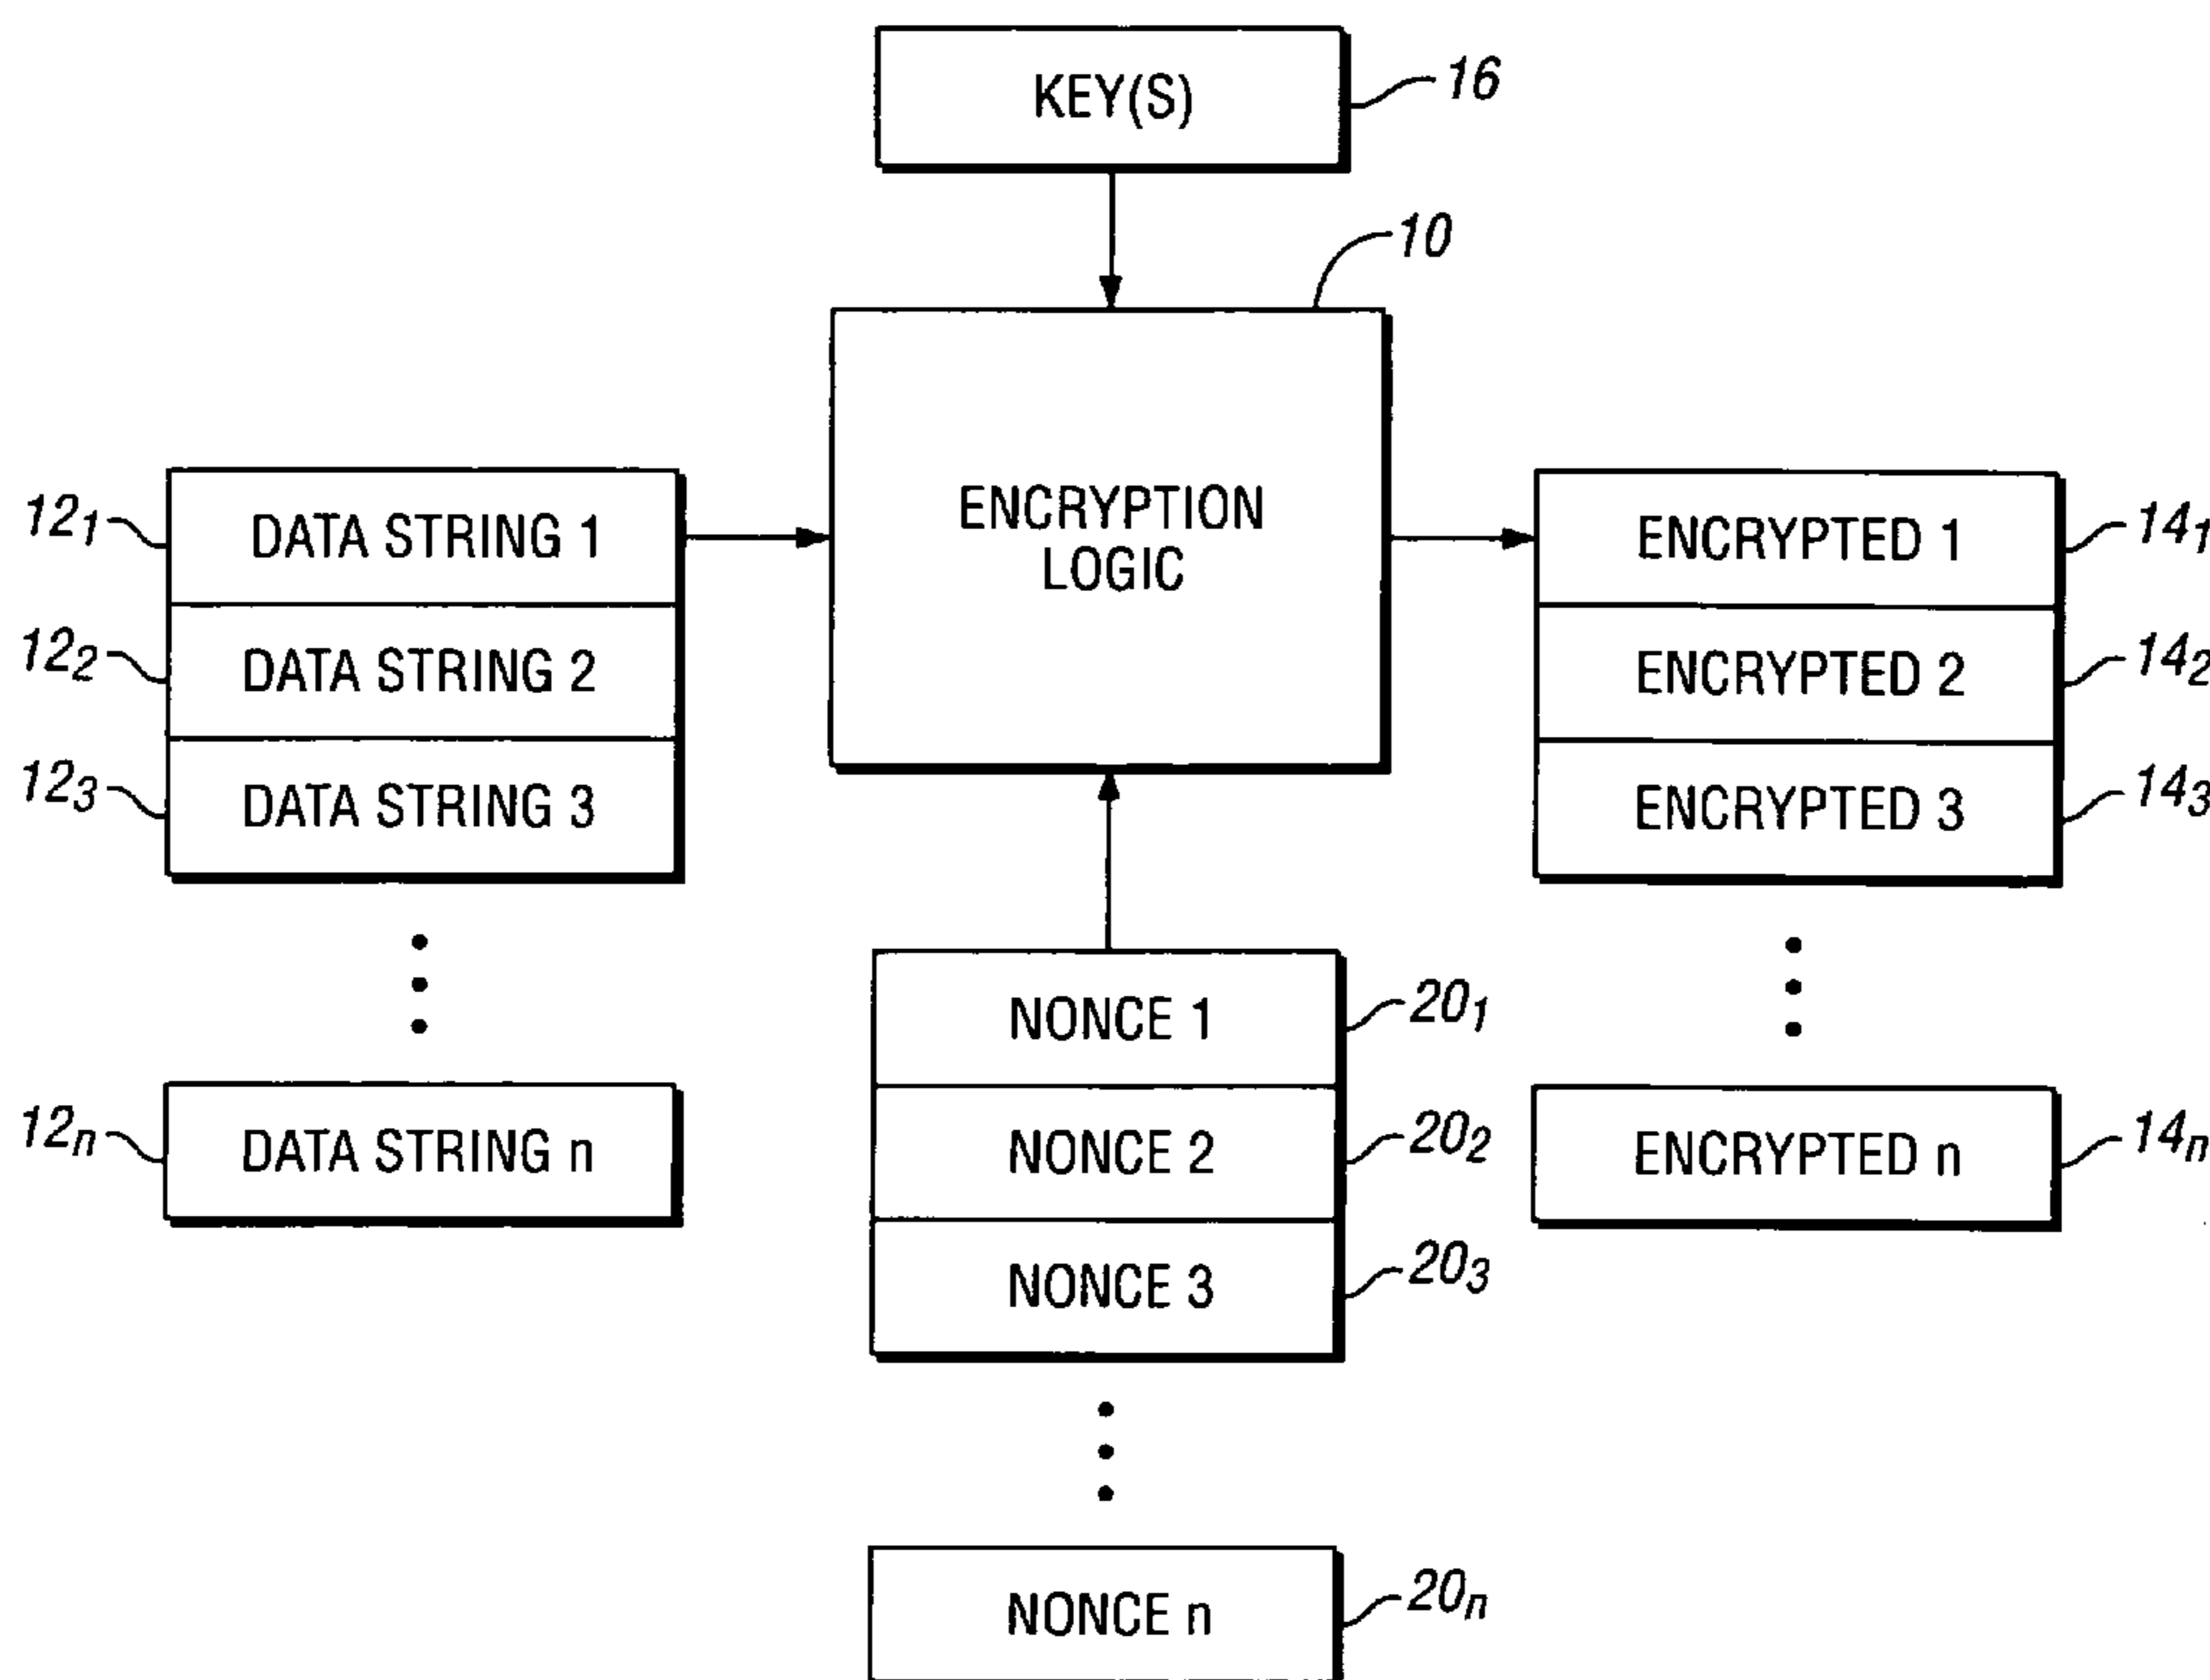 KEY(S)
16
10
ENCRYPTION
LOGIC
12₁
DATA STRING 1
12₂
DATA STRING 2
12₃
DATA STRING 3
12ₙ
DATA STRING n
ENCRYPTED 1
14₁
ENCRYPTED 2
14₂
ENCRYPTED 3
14₃
ENCRYPTED n
14ₙ
NONCE 1
20₁
NONCE 2
20₂
NONCE 3
20₃
NONCE n
20ₙ